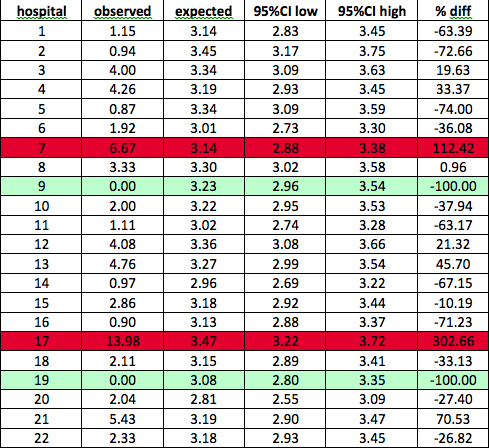 hospital observed expected 95%CI low 95%CI high % diff
1 1.15 3.14 2.83 3.45 -63.39
2 0.94 3.45 3.17 3.75 -72.66
3 4.00 3.34 3.09 3.63 19.63
4 4.26 3.19 2.93 3.45 33.37
5 0.87 3.34 3.09 3.59 -74.00
6 1.92 3.01 2.73 3.30 -36.08
7 6.67 3.14 2.88 3.38 112.42
8 3.33 3.30 3.02 3.58 0.96
9 0.00 3.23 2.96 3.54 -100.00
10 2.00 3.22 2.95 3.53 -37.94
11 1.11 3.02 2.74 3.28 -63.17
12 4.08 3.36 3.08 3.66 21.32
13 4.76 3.27 2.99 3.54 45.70
14 0.97 2.96 2.69 3.22 -67.15
15 2.86 3.18 2.92 3.44 -10.19
16 0.90 3.13 2.88 3.37 -71.23
17 13.98 3.47 3.22 3.72 302.66
18 2.11 3.15 2.89 3.41 -33.13
19 0.00 3.08 2.80 3.35 -100.00
20 2.04 2.81 2.55 3.09 -27.40
21 5.43 3.19 2.90 3.47 70.53
22 2.33 3.18 2.93 3.45 -26.82